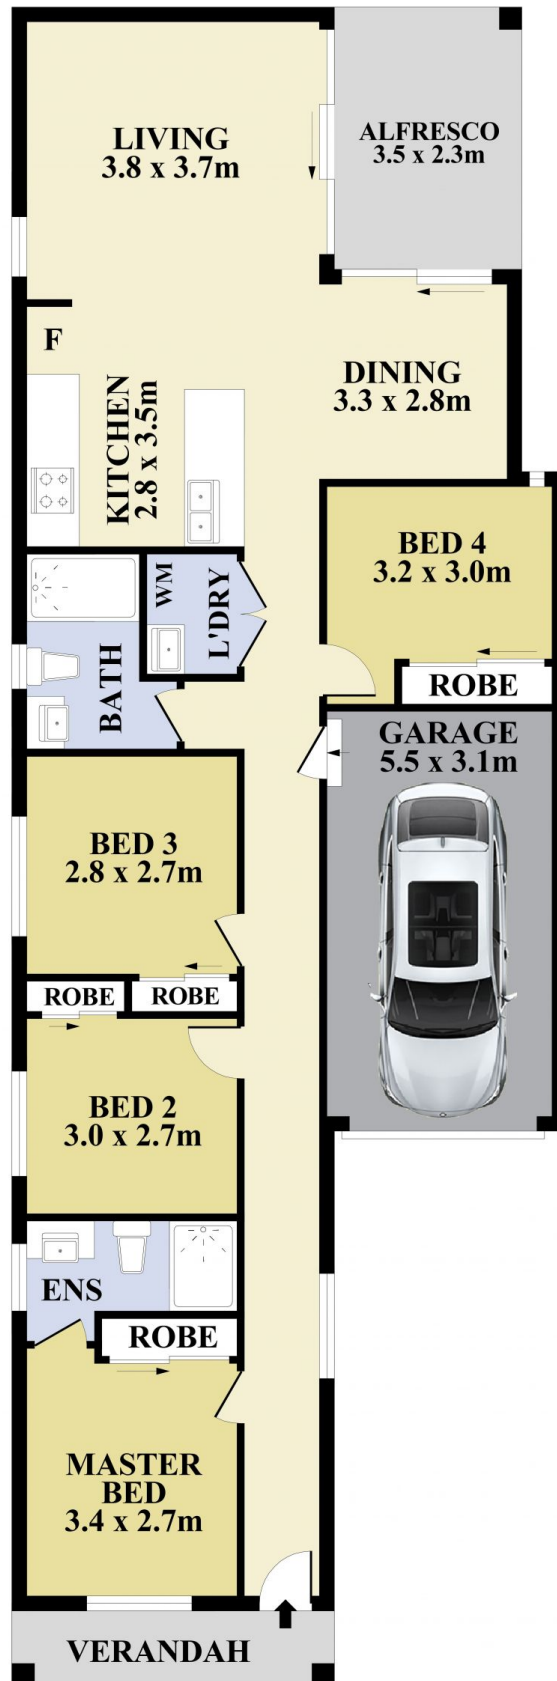 LIVING
3.8 x 3.7m
ALFRESCO
3.5 x 2.3m
F
KITCHEN
2.8 x 3.5m
DINING
3.3 x 2.8m
BED 4
3.2 x 3.0m
ROBE
WM
L'DRY
BATH
GARAGE
5.5 x 3.1m
BED 3
2.8 x 2.7m
ROBE
ROBE
BED 2
3.0 x 2.7m
ENS
ROBE
MASTER
BED
3.4 x 2.7m
VERANDAH